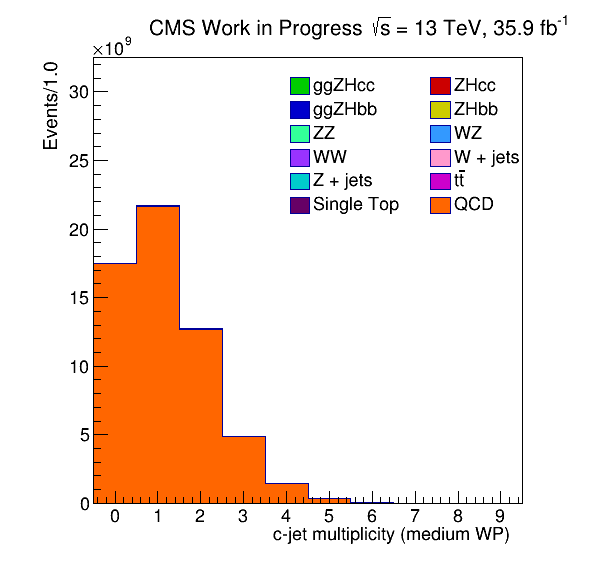 CMS Work in Progress √s = 13 TeV, 35.9 fb⁻¹
×10⁹
Events/1.0
30
25
20
15
10
5
0
ggZHcc ZHcc
ggZHbb ZHbb
ZZ WZ
WW W + jets
Z + jets tt̄
Single Top QCD
0 1 2 3 4 5 6 7 8 9
c-jet multiplicity (medium WP)